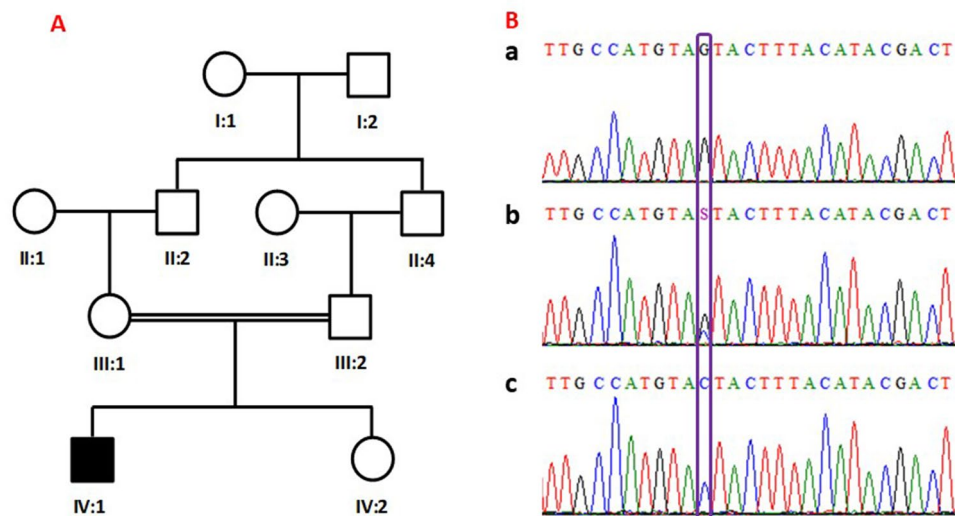 A
I:1 I:2
II:1 II:2 II:3 II:4
III:1 III:2
IV:1 IV:2
B
a TTGCCATGTAGTACTTTACATACGACT
b TTGCCATGTASTACTTTACATACGACT
c TTGCCATGTACTACTTTACATACGACT